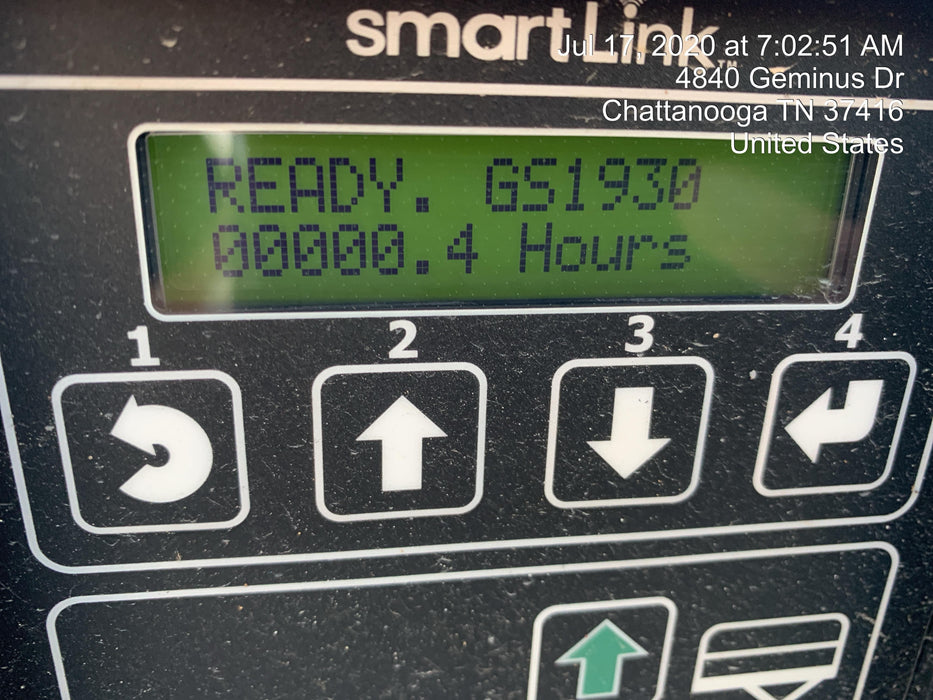 smartLink™
Jul 17, 2020 at 7:02:51 AM
4840 Geminus Dr
Chattanooga TN 37416
United States
READY. GS1930
00000.4 Hours
1 2 3 4